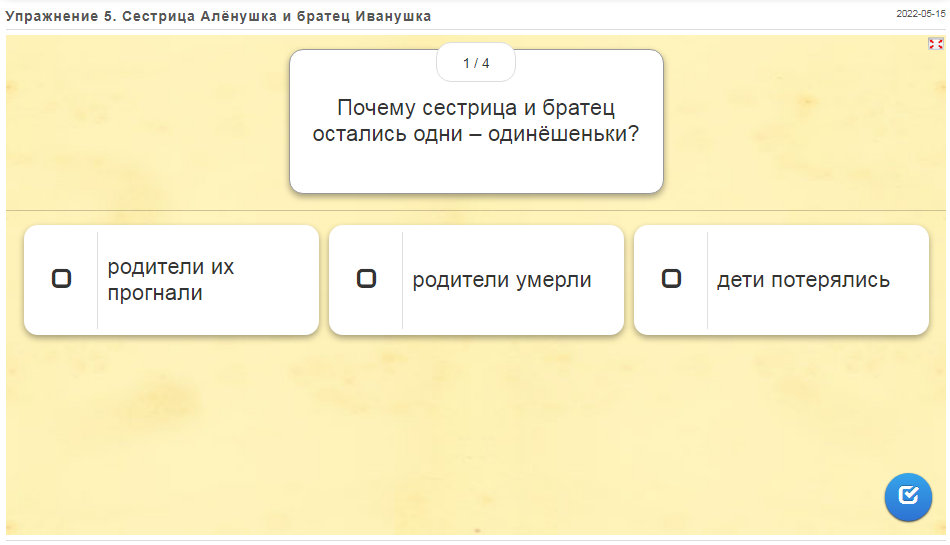 Упражнение 5. Сестрица Алёнушка и братец Иванушка
2022-05-15
1 / 4
Почему сестрица и братец
остались одни – одинёшеньки?
родители их
прогнали
родители умерли
дети потерялись